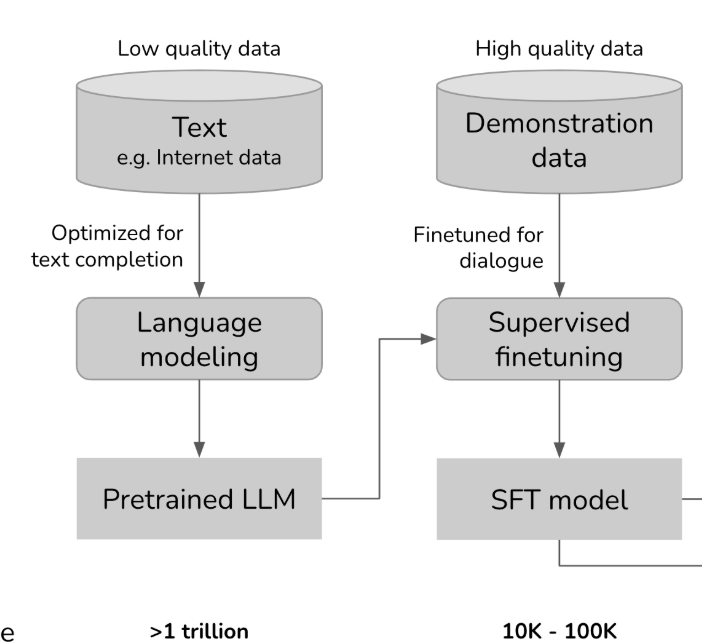 Low quality data
High quality data
Text
e.g. Internet data
Demonstration
data
Optimized for
text completion
Finetuned for
dialogue
Language
modeling
Supervised
finetuning
Pretrained LLM
SFT model
e
>1 trillion
10K - 100K